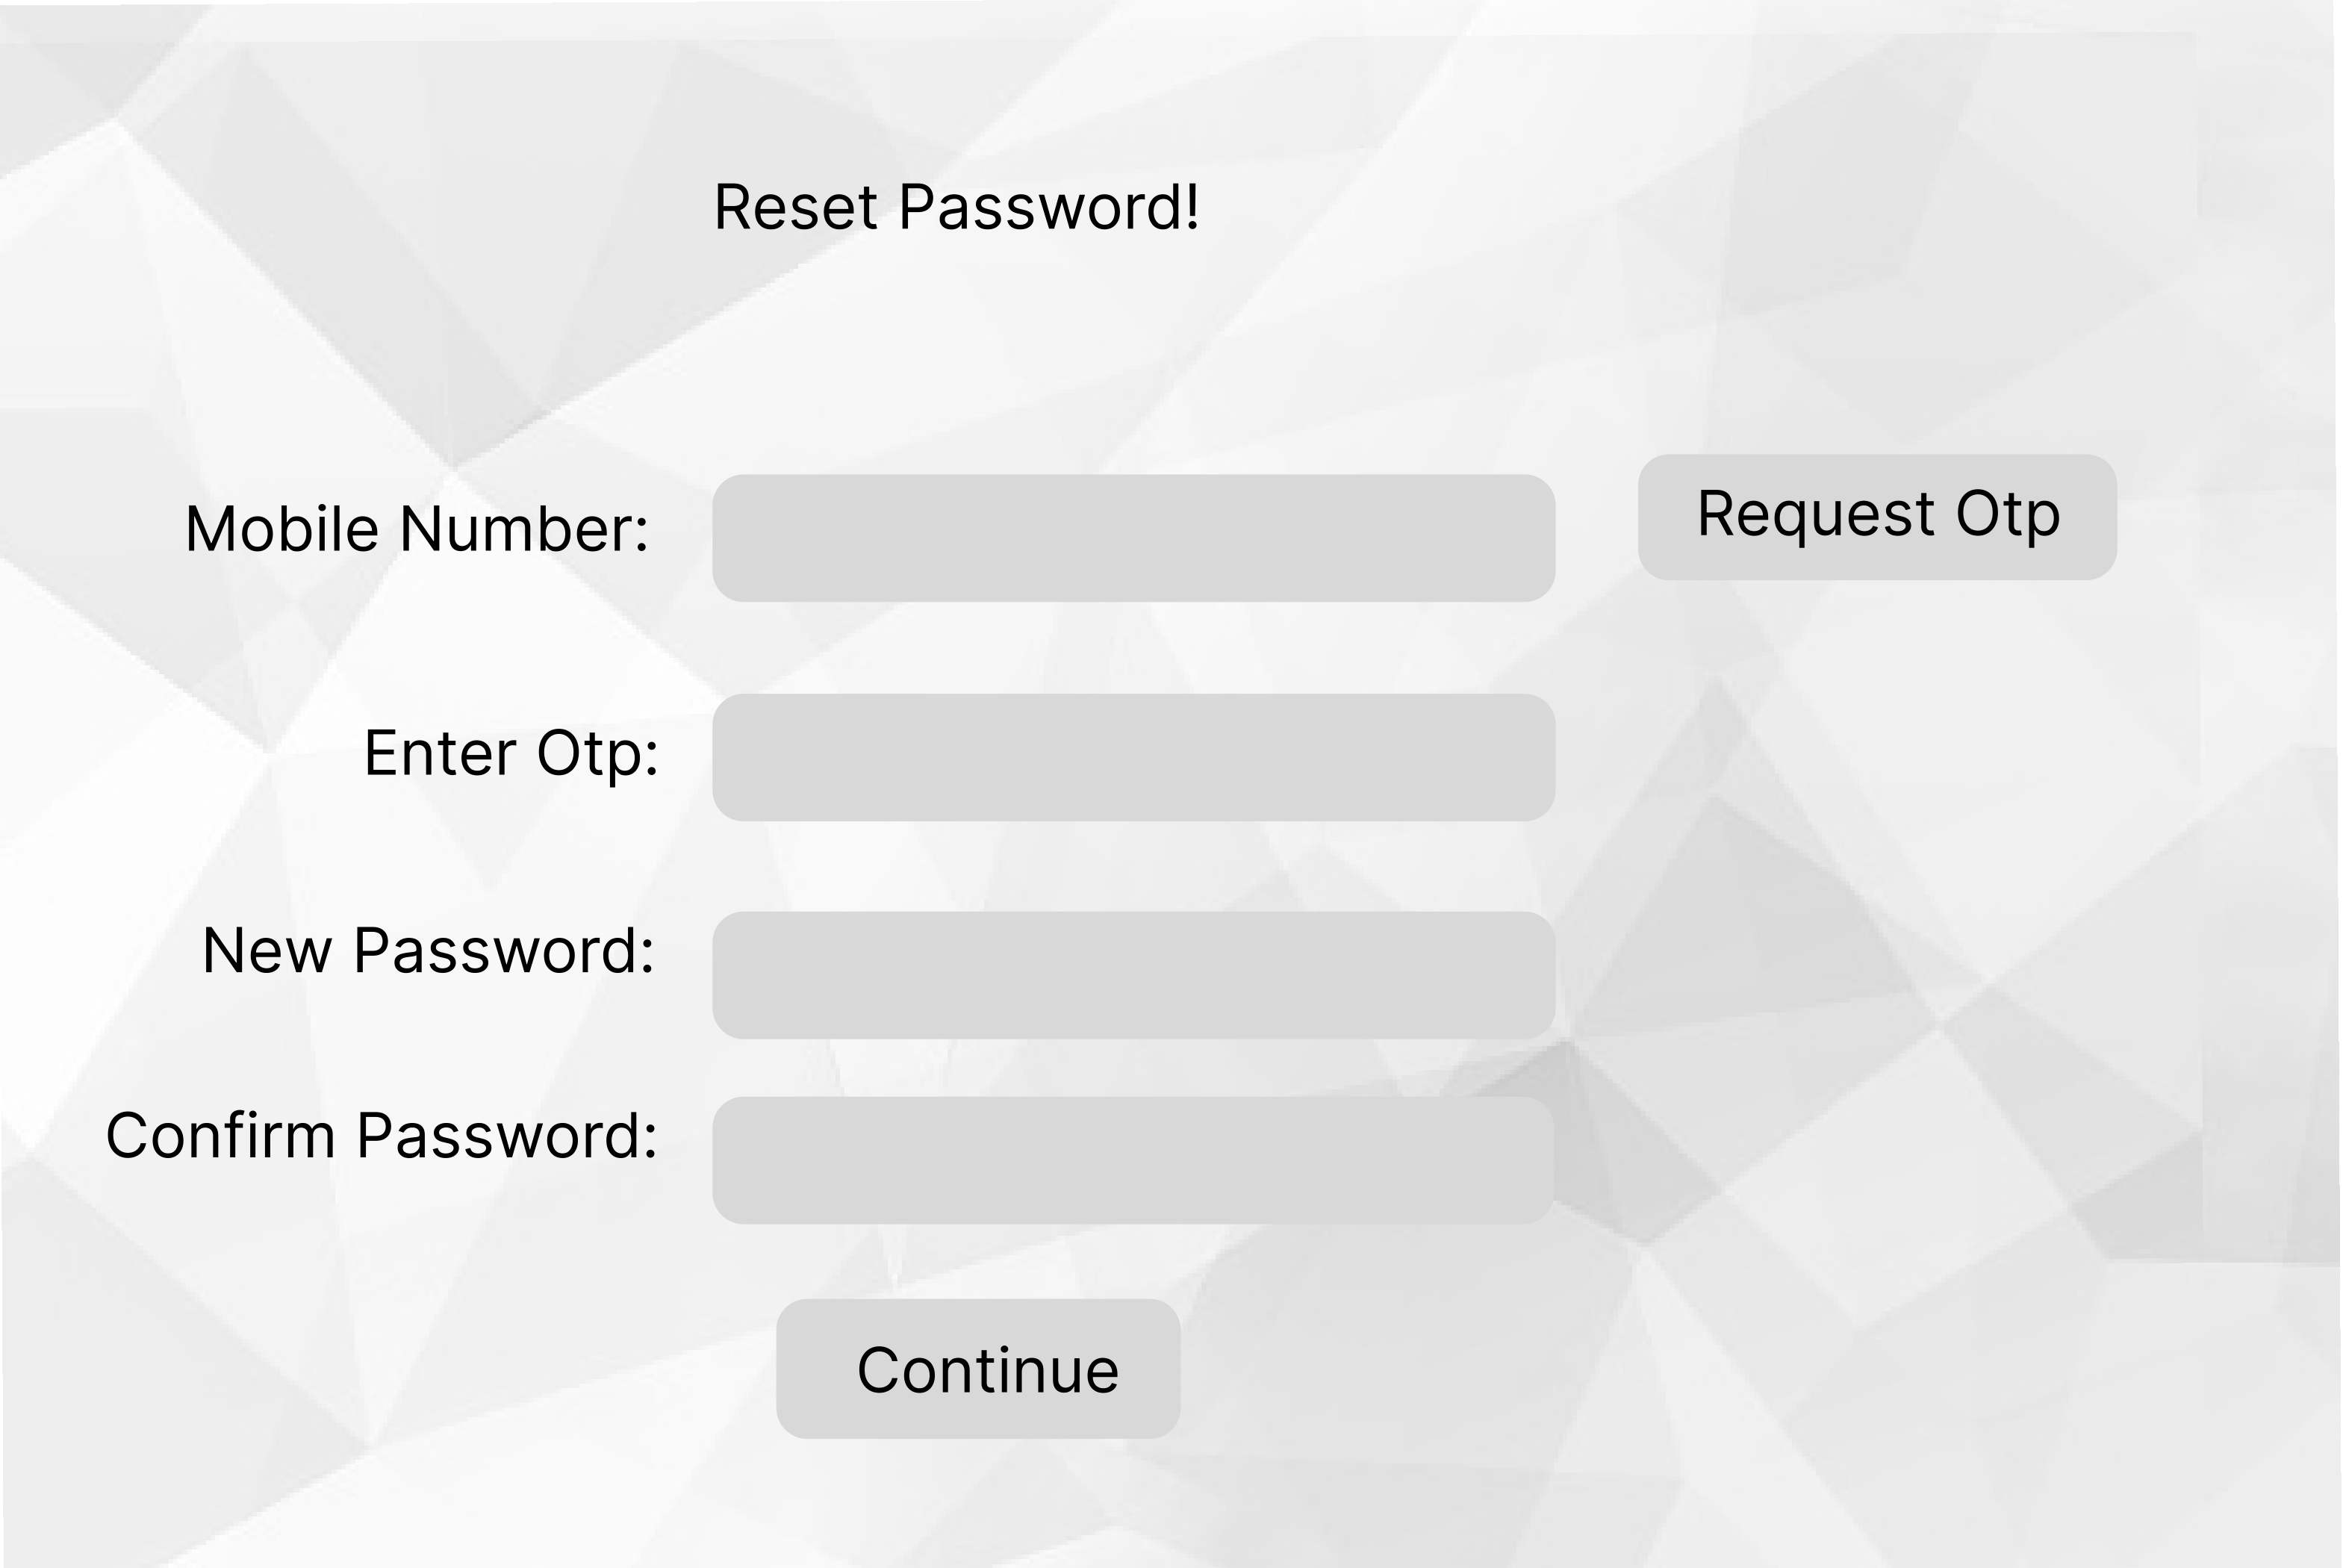 Reset Password!
Mobile Number:
Request Otp
Enter Otp:
New Password:
Confirm Password:
Continue